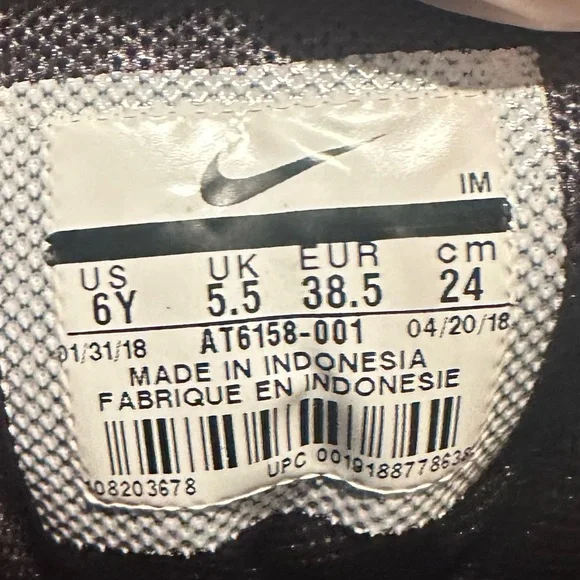 IM
US UK EUR cm
6Y 5.5 38.5 24
01/31/18 AT6158-001 04/20/18
MADE IN INDONESIA
FABRIQUE EN INDONESIE
108203678 UPC